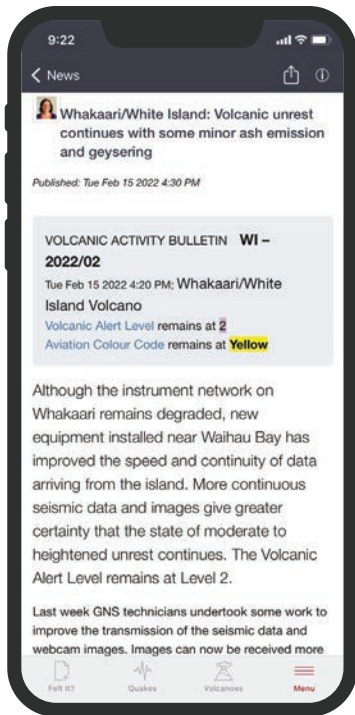 9:22
News
Whakaari/White Island: Volcanic unrest
continues with some minor ash emission
and geysering
Published: Tue Feb 15 2022 4:30 PM
VOLCANIC ACTIVITY BULLETIN WI –
2022/02
Tue Feb 15 2022 4:20 PM; Whakaari/White
Island Volcano
Volcanic Alert Level remains at 2
Aviation Colour Code remains at Yellow
Although the instrument network on
Whakaari remains degraded, new
equipment installed near Waihau Bay has
improved the speed and continuity of data
arriving from the island. More continuous
seismic data and images give greater
certainty that the state of moderate to
heightened unrest continues. The Volcanic
Alert Level remains at Level 2.
Last week GNS technicians undertook some work to
improve the transmission of the seismic data and
webcam images. Images can now be received more
Felt It? Quakes Volcanoes Menu